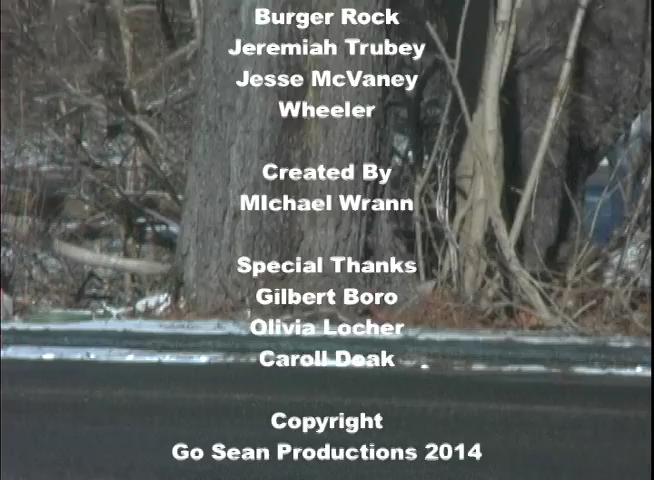 Burger Rock
Jeremiah Trubey
Jesse McVaney
Wheeler
Created By
MIchael Wrann
Special Thanks
Gilbert Boro
Olivia Locher
Caroll Doak
Copyright
Go Sean Productions 2014